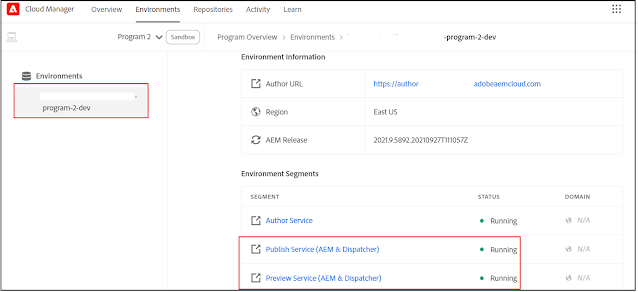 Cloud Manager Overview Environments Repositories Activity Learn
Program 2 Sandbox Program Overview > Environments > -program-2-dev
Environments
program-2-dev
Environment Information
Author URL https://author adobeaemcloud.com
Region East US
AEM Release 2021.9.5892.20210927T111057Z
Environment Segments
SEGMENT STATUS DOMAIN
Author Service Running N/A
Publish Service (AEM & Dispatcher) Running N/A
Preview Service (AEM & Dispatcher) Running N/A